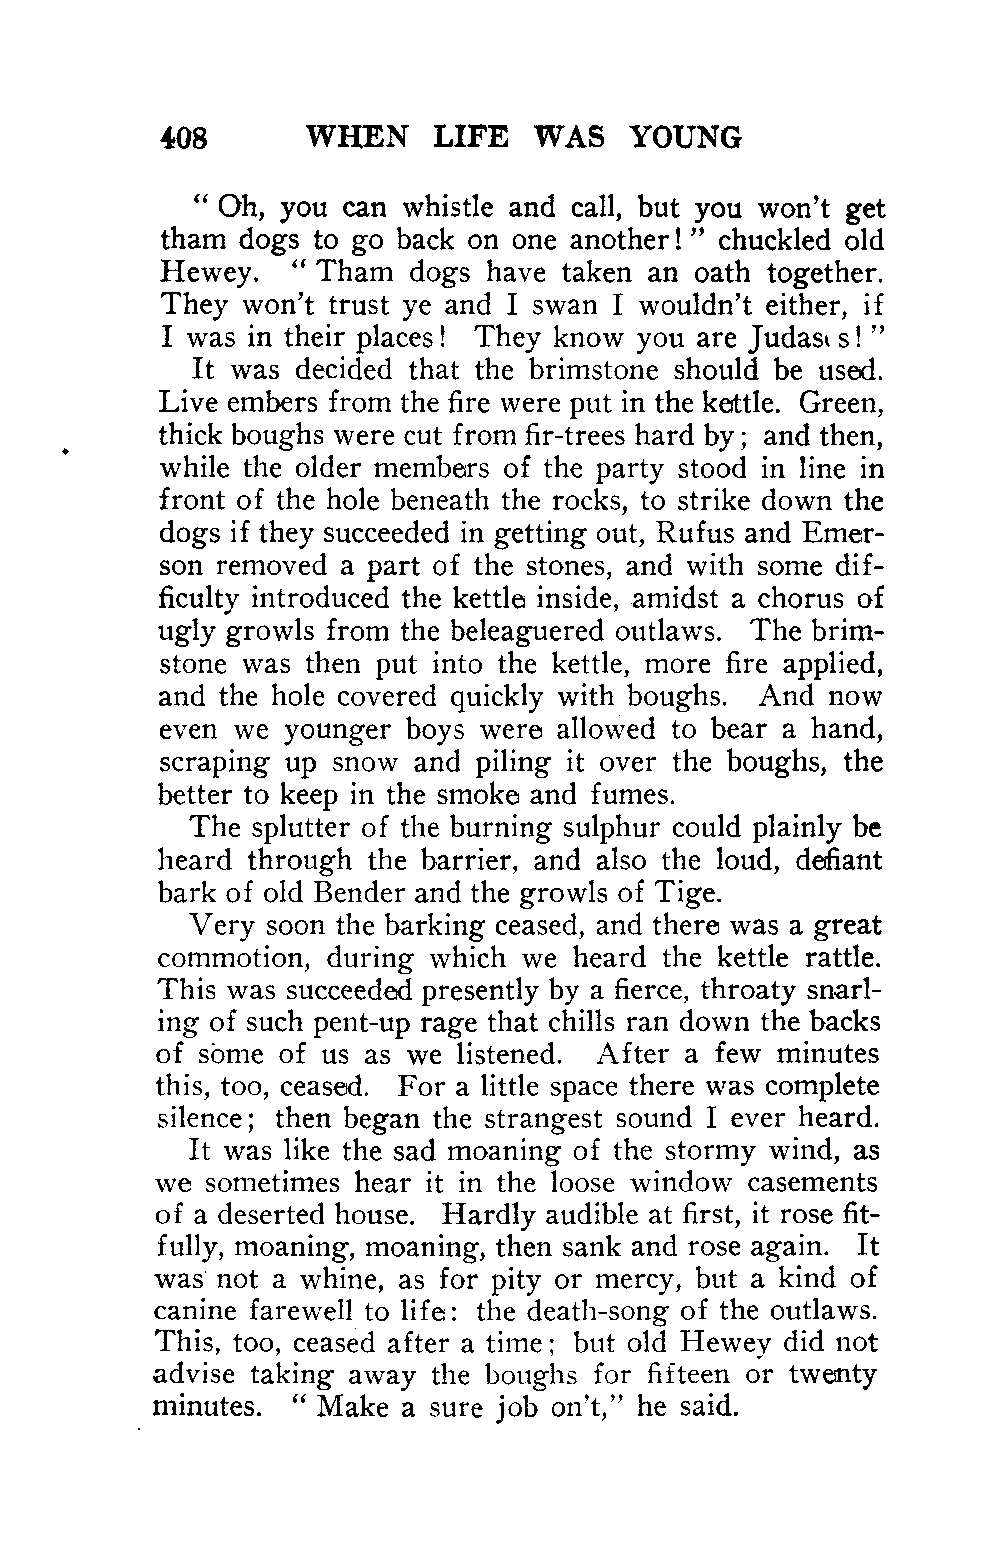 408 WHEN LIFE WAS YOUNG
“ Oh, you can whistle and call, but you won't get
tham dogs to go back on one another! ” chuckled old
Hewey. “ Tham dogs have taken an oath together.
They won't trust ye and I swan I wouldn't either, if
I was in their places! They know you are Judases! ”
It was decided that the brimstone should be used.
Live embers from the fire were put in the kettle. Green,
thick boughs were cut from fir-trees hard by; and then,
while the older members of the party stood in line in
front of the hole beneath the rocks, to strike down the
dogs if they succeeded in getting out, Rufus and Emer-
son removed a part of the stones, and with some dif-
ficulty introduced the kettle inside, amidst a chorus of
ugly growls from the beleaguered outlaws. The brim-
stone was then put into the kettle, more fire applied,
and the hole covered quickly with boughs. And now
even we younger boys were allowed to bear a hand,
scraping up snow and piling it over the boughs, the
better to keep in the smoke and fumes.
The splutter of the burning sulphur could plainly be
heard through the barrier, and also the loud, defiant
bark of old Bender and the growls of Tige.
Very soon the barking ceased, and there was a great
commotion, during which we heard the kettle rattle.
This was succeeded presently by a fierce, throaty snarl-
ing of such pent-up rage that chills ran down the backs
of some of us as we listened. After a few minutes
this, too, ceased. For a little space there was complete
silence; then began the strangest sound I ever heard.
It was like the sad moaning of the stormy wind, as
we sometimes hear it in the loose window casements
of a deserted house. Hardly audible at first, it rose fit-
fully, moaning, moaning, then sank and rose again. It
was not a whine, as for pity or mercy, but a kind of
canine farewell to life: the death-song of the outlaws.
This, too, ceased after a time; but old Hewey did not
advise taking away the boughs for fifteen or twenty
minutes. “ Make a sure job on't,” he said.